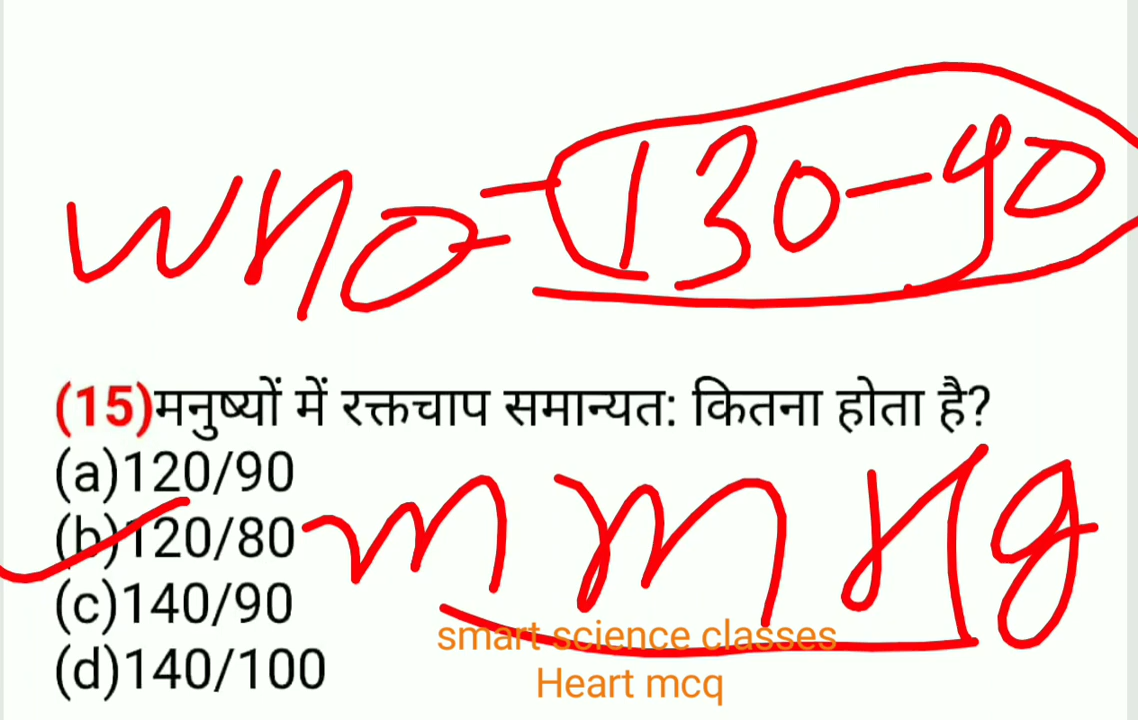 WHO = 130-90
(15)मनुष्यों में रक्तचाप समान्यत: कितना होता है?
(a)120/90
(b)120/80 mmHg
(c)140/90
(d)140/100
smart science classes
Heart mcq